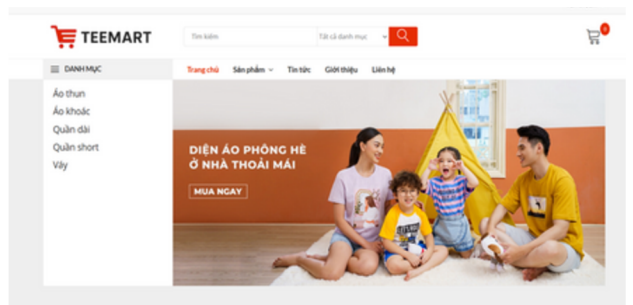 TEEMART
Tìm kiếm
Tất cả danh mục
0
DANH MỤC
Trang chủ Sản phẩm Tin tức Giới thiệu Liên hệ
Áo thun
Áo khoác
Quần dài
Quần short
Váy
DIỆN ÁO PHÔNG HÈ
Ở NHÀ THOẢI MÁI
MUA NGAY